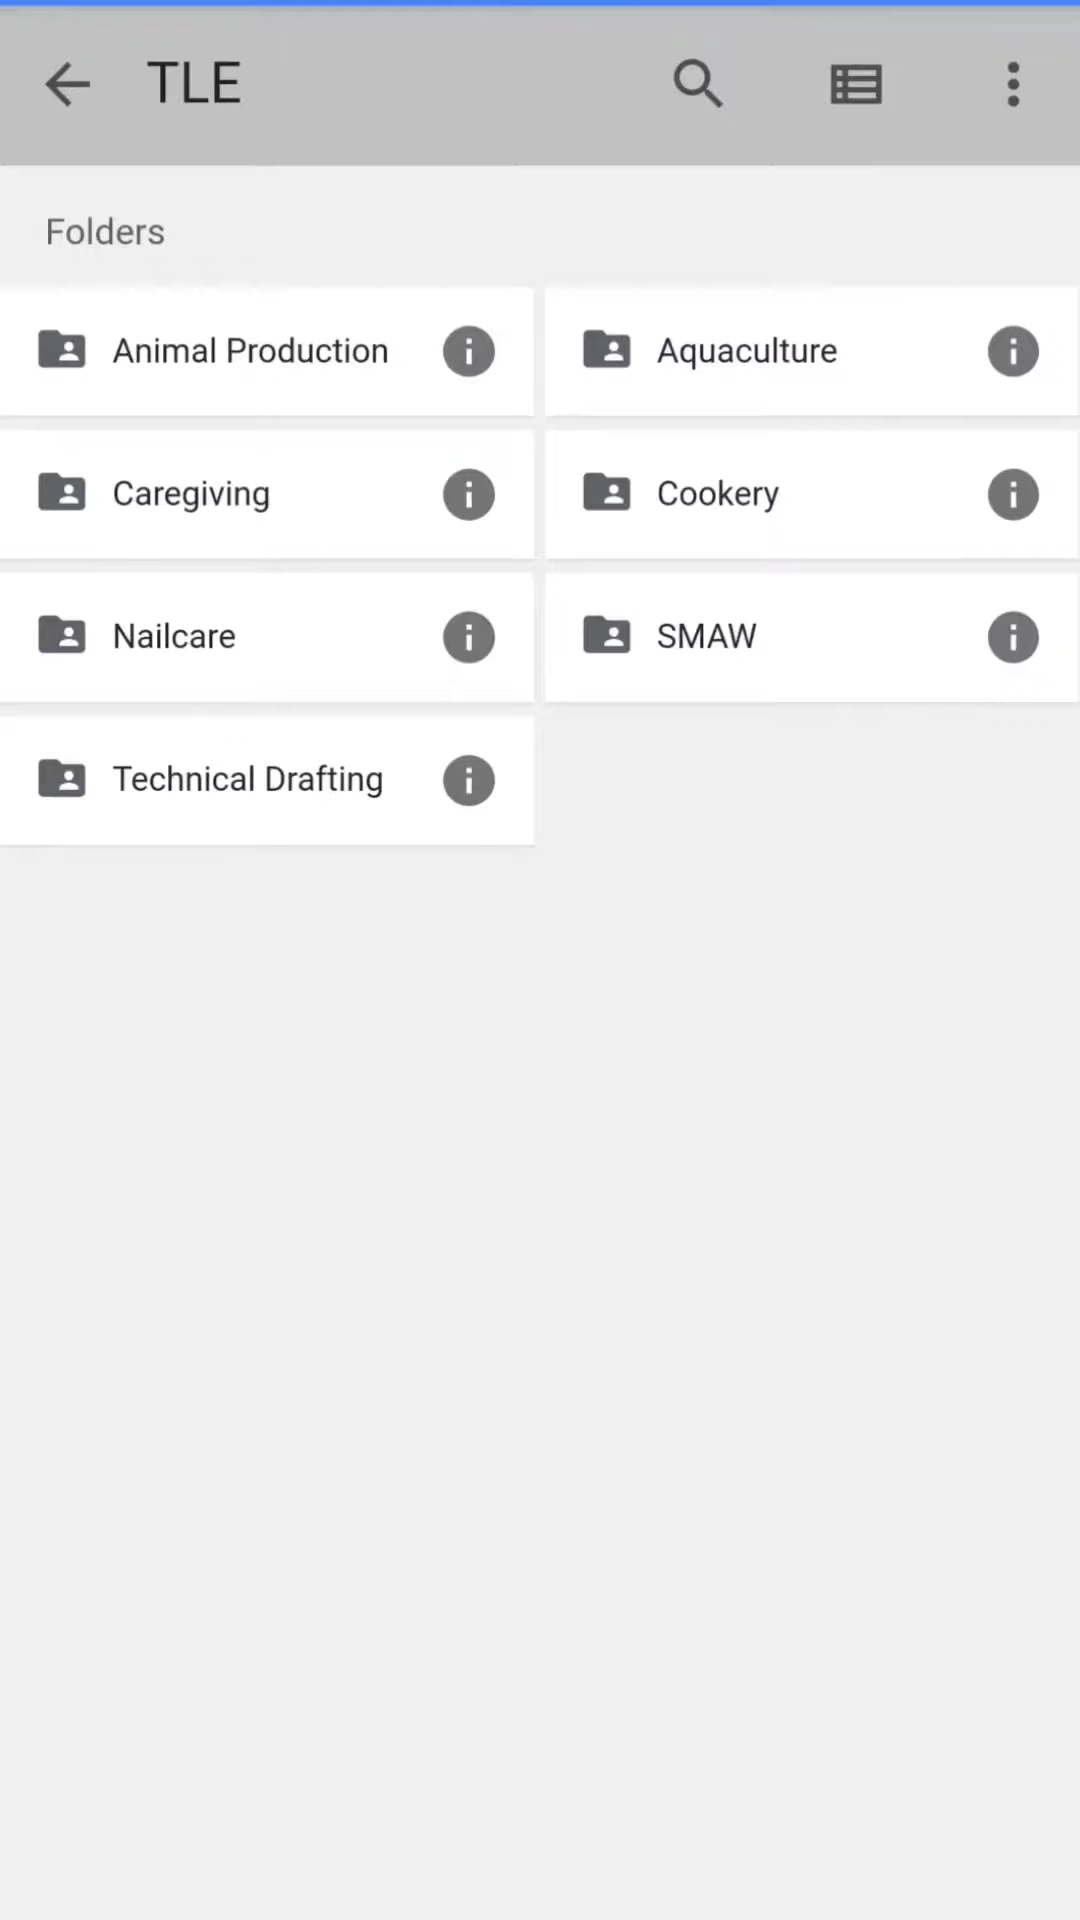 TLE
Folders
Animal Production
Aquaculture
Caregiving
Cookery
Nailcare
SMAW
Technical Drafting